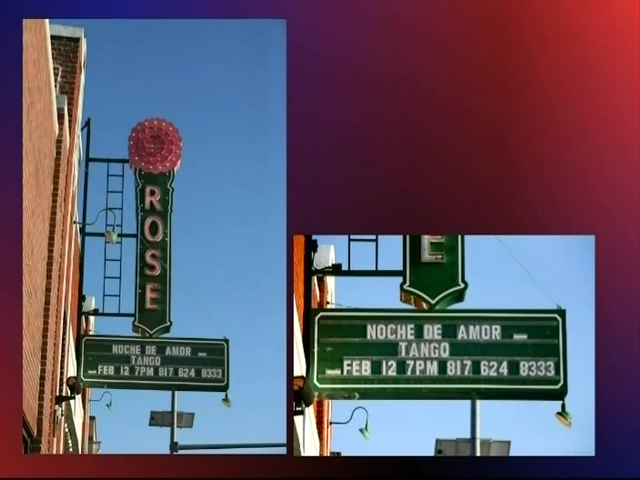 ROSE
NOCHE DE AMOR
TANGO
FEB 12 7PM 817 624 8333
E
NOCHE DE AMOR
TANGO
FEB 12 7PM 817 624 8333